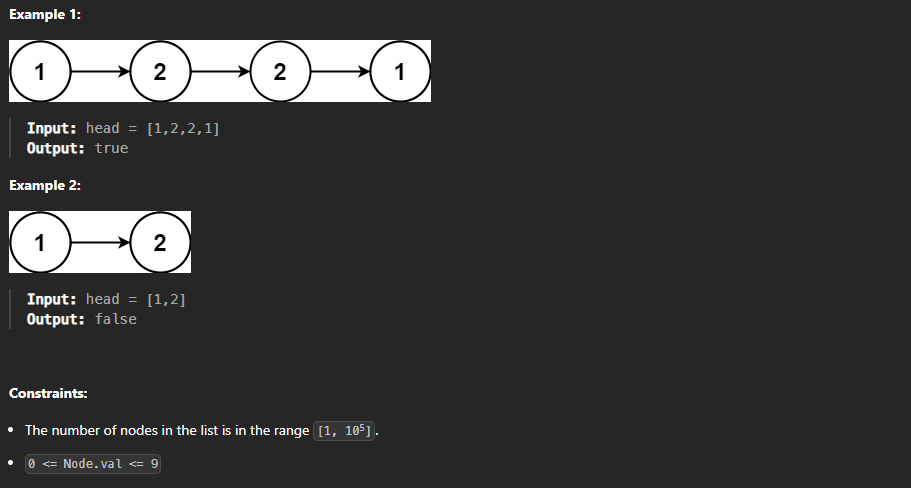 Example 1:
1 2 2 1
Input: head = [1,2,2,1]
Output: true
Example 2:
1 2
Input: head = [1,2]
Output: false
Constraints:
• The number of nodes in the list is in the range [1, 10⁵].
• 0 <= Node.val <= 9